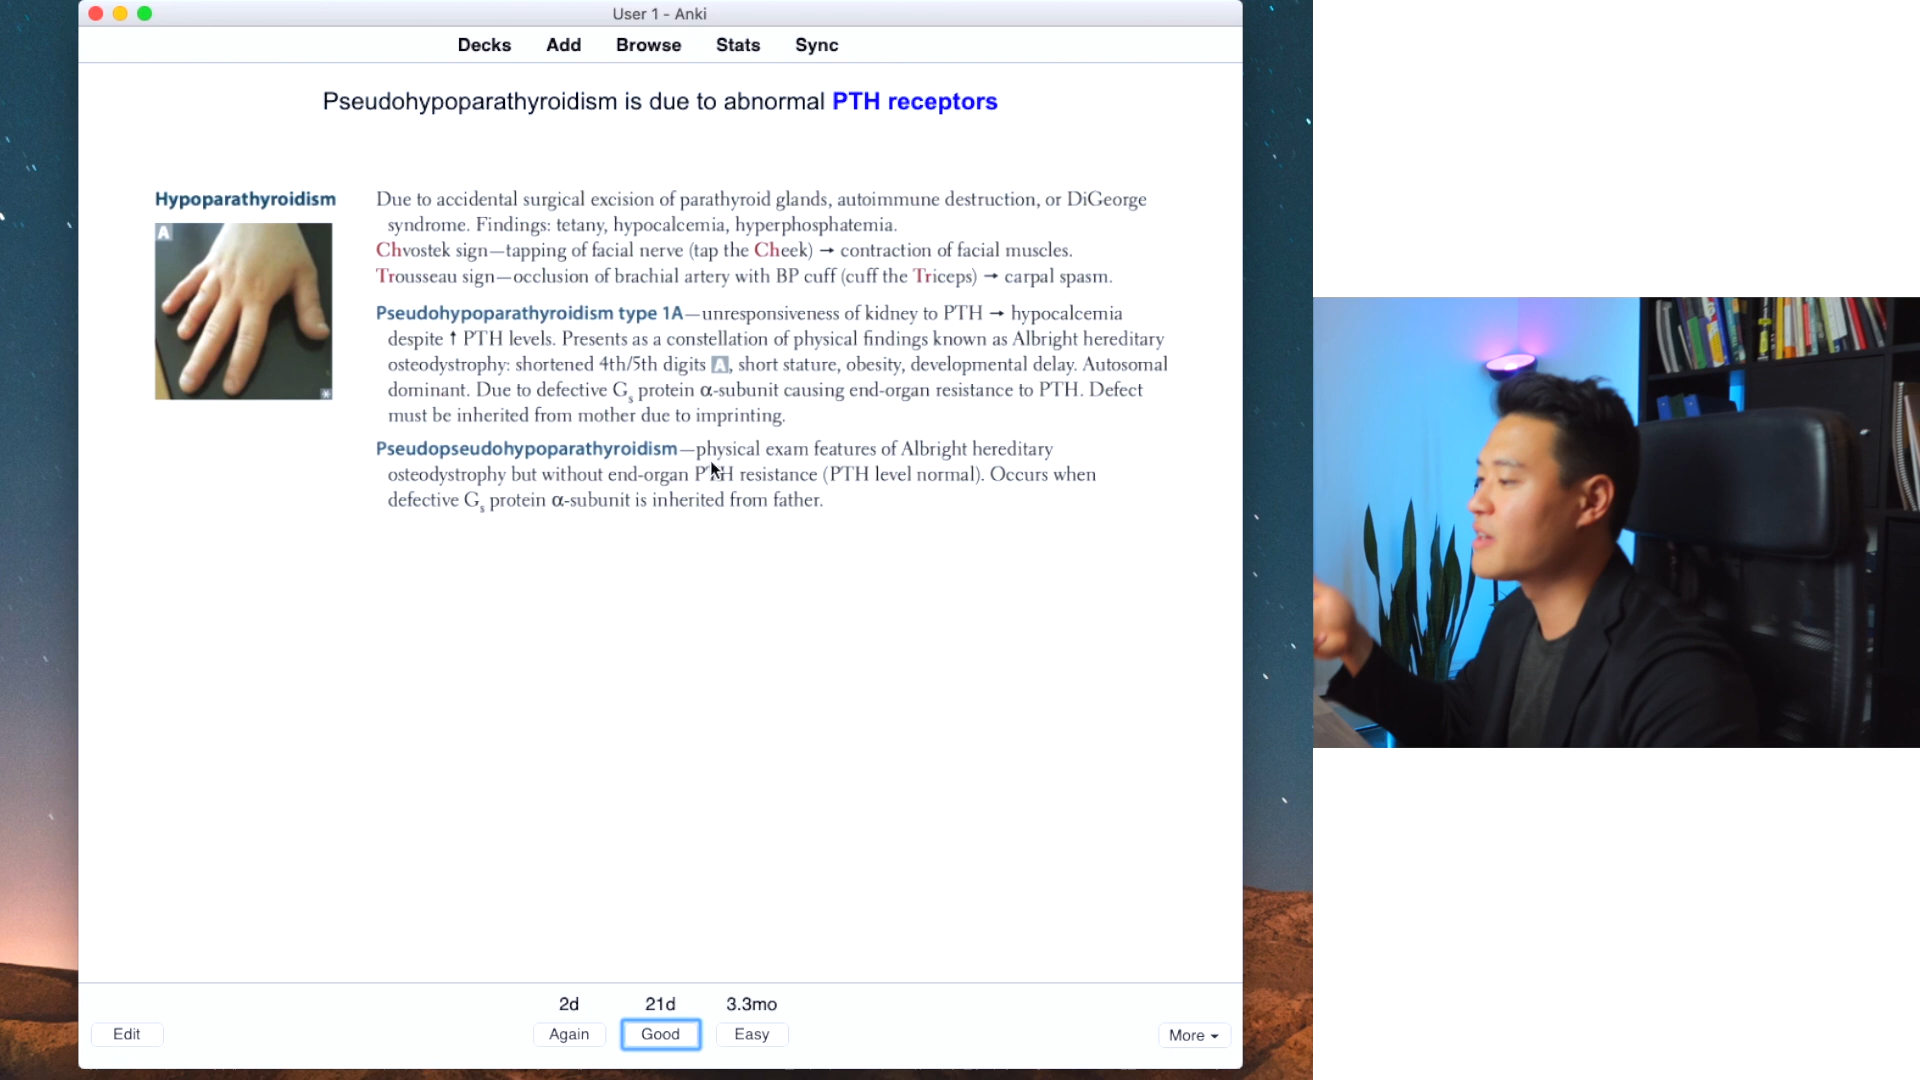 User 1 - Anki
Decks Add Browse Stats Sync
Pseudohypoparathyroidism is due to abnormal PTH receptors
Hypoparathyroidism
A
Due to accidental surgical excision of parathyroid glands, autoimmune destruction, or DiGeorge
syndrome. Findings: tetany, hypocalcemia, hyperphosphatemia.
Chvostek sign—tapping of facial nerve (tap the Cheek) → contraction of facial muscles.
Trousseau sign—occlusion of brachial artery with BP cuff (cuff the Triceps) → carpal spasm.
Pseudohypoparathyroidism type 1A—unresponsiveness of kidney to PTH → hypocalcemia
despite ↑ PTH levels. Presents as a constellation of physical findings known as Albright hereditary
osteodystrophy: shortened 4th/5th digits A, short stature, obesity, developmental delay. Autosomal
dominant. Due to defective Gs protein α-subunit causing end-organ resistance to PTH. Defect
must be inherited from mother due to imprinting.
Pseudopseudohypoparathyroidism—physical exam features of Albright hereditary
osteodystrophy but without end-organ PTH resistance (PTH level normal). Occurs when
defective Gs protein α-subunit is inherited from father.
2d 21d 3.3mo
Edit Again Good Easy More